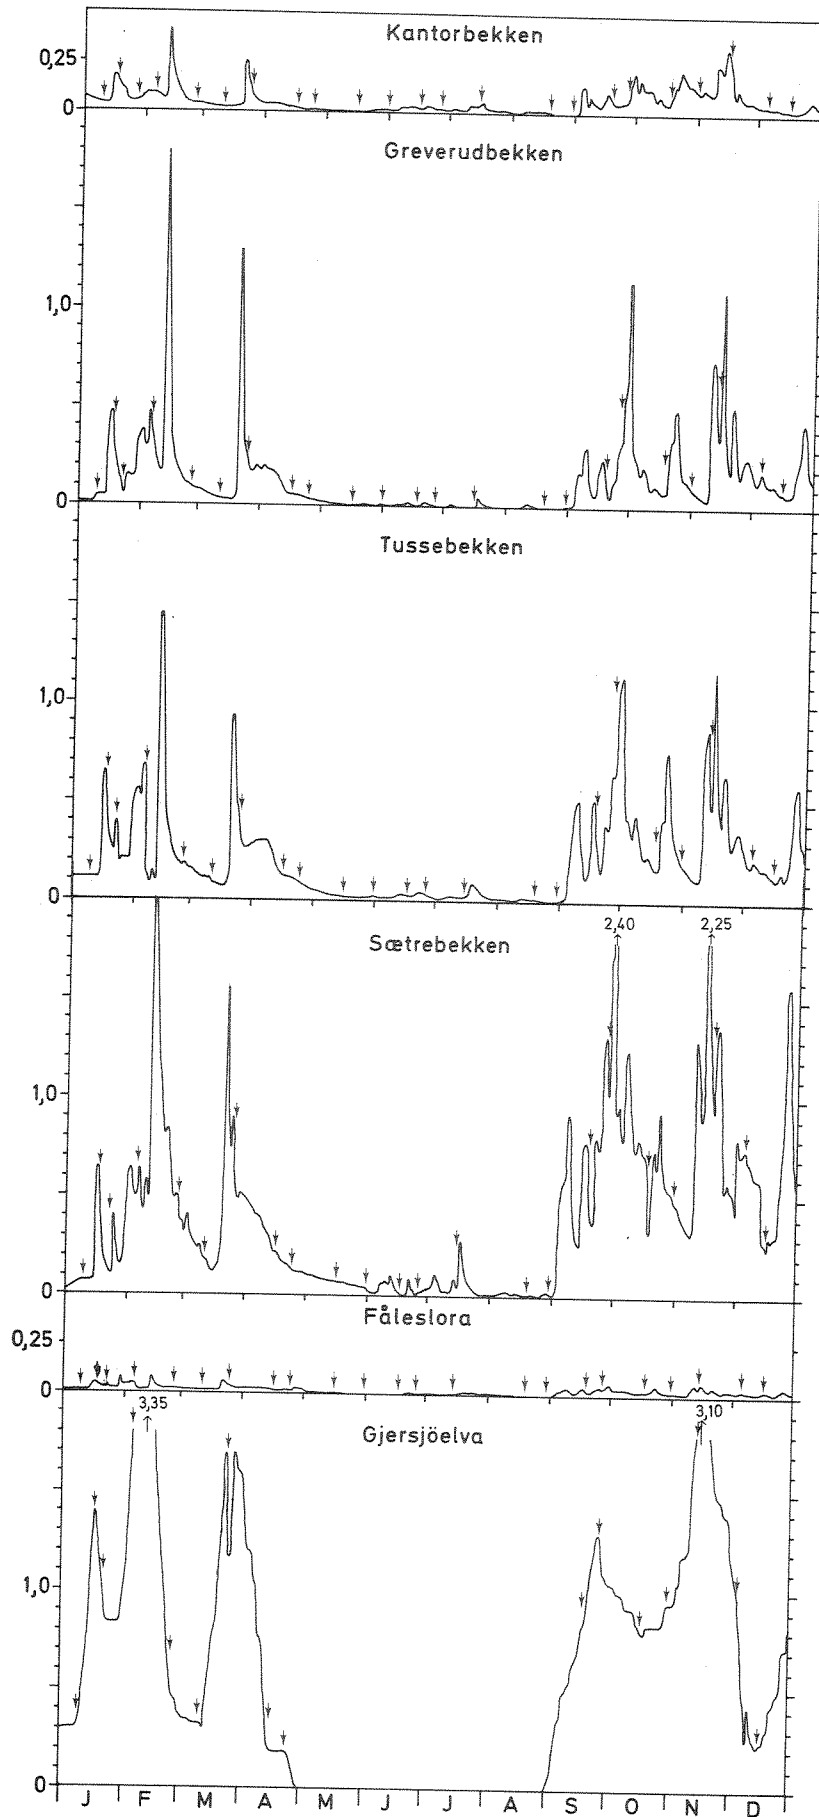 Kantorbekken
0,25
0
Greverudbekken
1,0
0
Tussebekken
1,0
0
2,40 2,25
Sætrebekken
1,0
0
Fåleslora
0,25
0
3,35 3,10
Gjersjöelva
1,0
0
J F M A M J J A S O N D